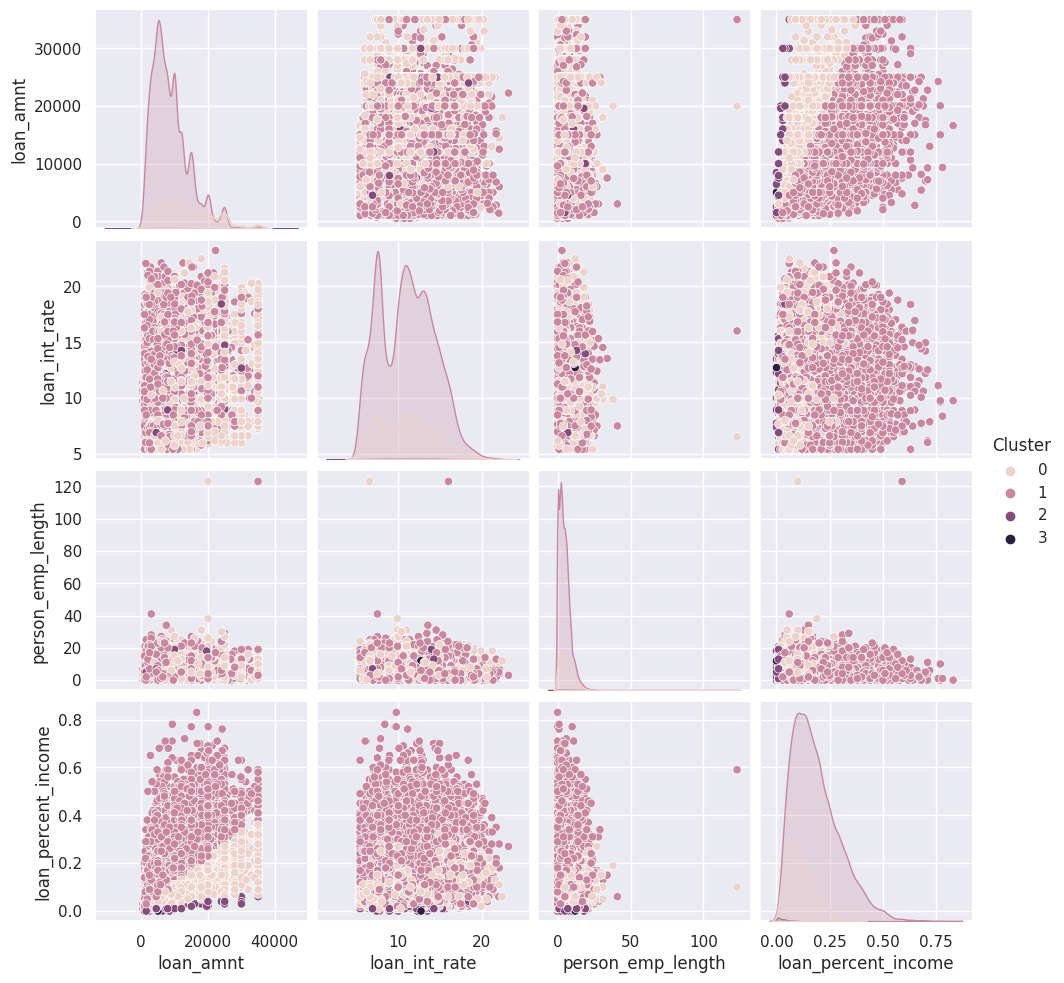 30000
20000
10000
0
loan_amnt
20
15
10
5
loan_int_rate
120
100
80
60
40
20
0
person_emp_length
0.8
0.6
0.4
0.2
0.0
loan_percent_income
0 20000 40000
loan_amnt
10 20
loan_int_rate
0 50 100
person_emp_length
0.00 0.25 0.50 0.75
loan_percent_income
Cluster
0
1
2
3